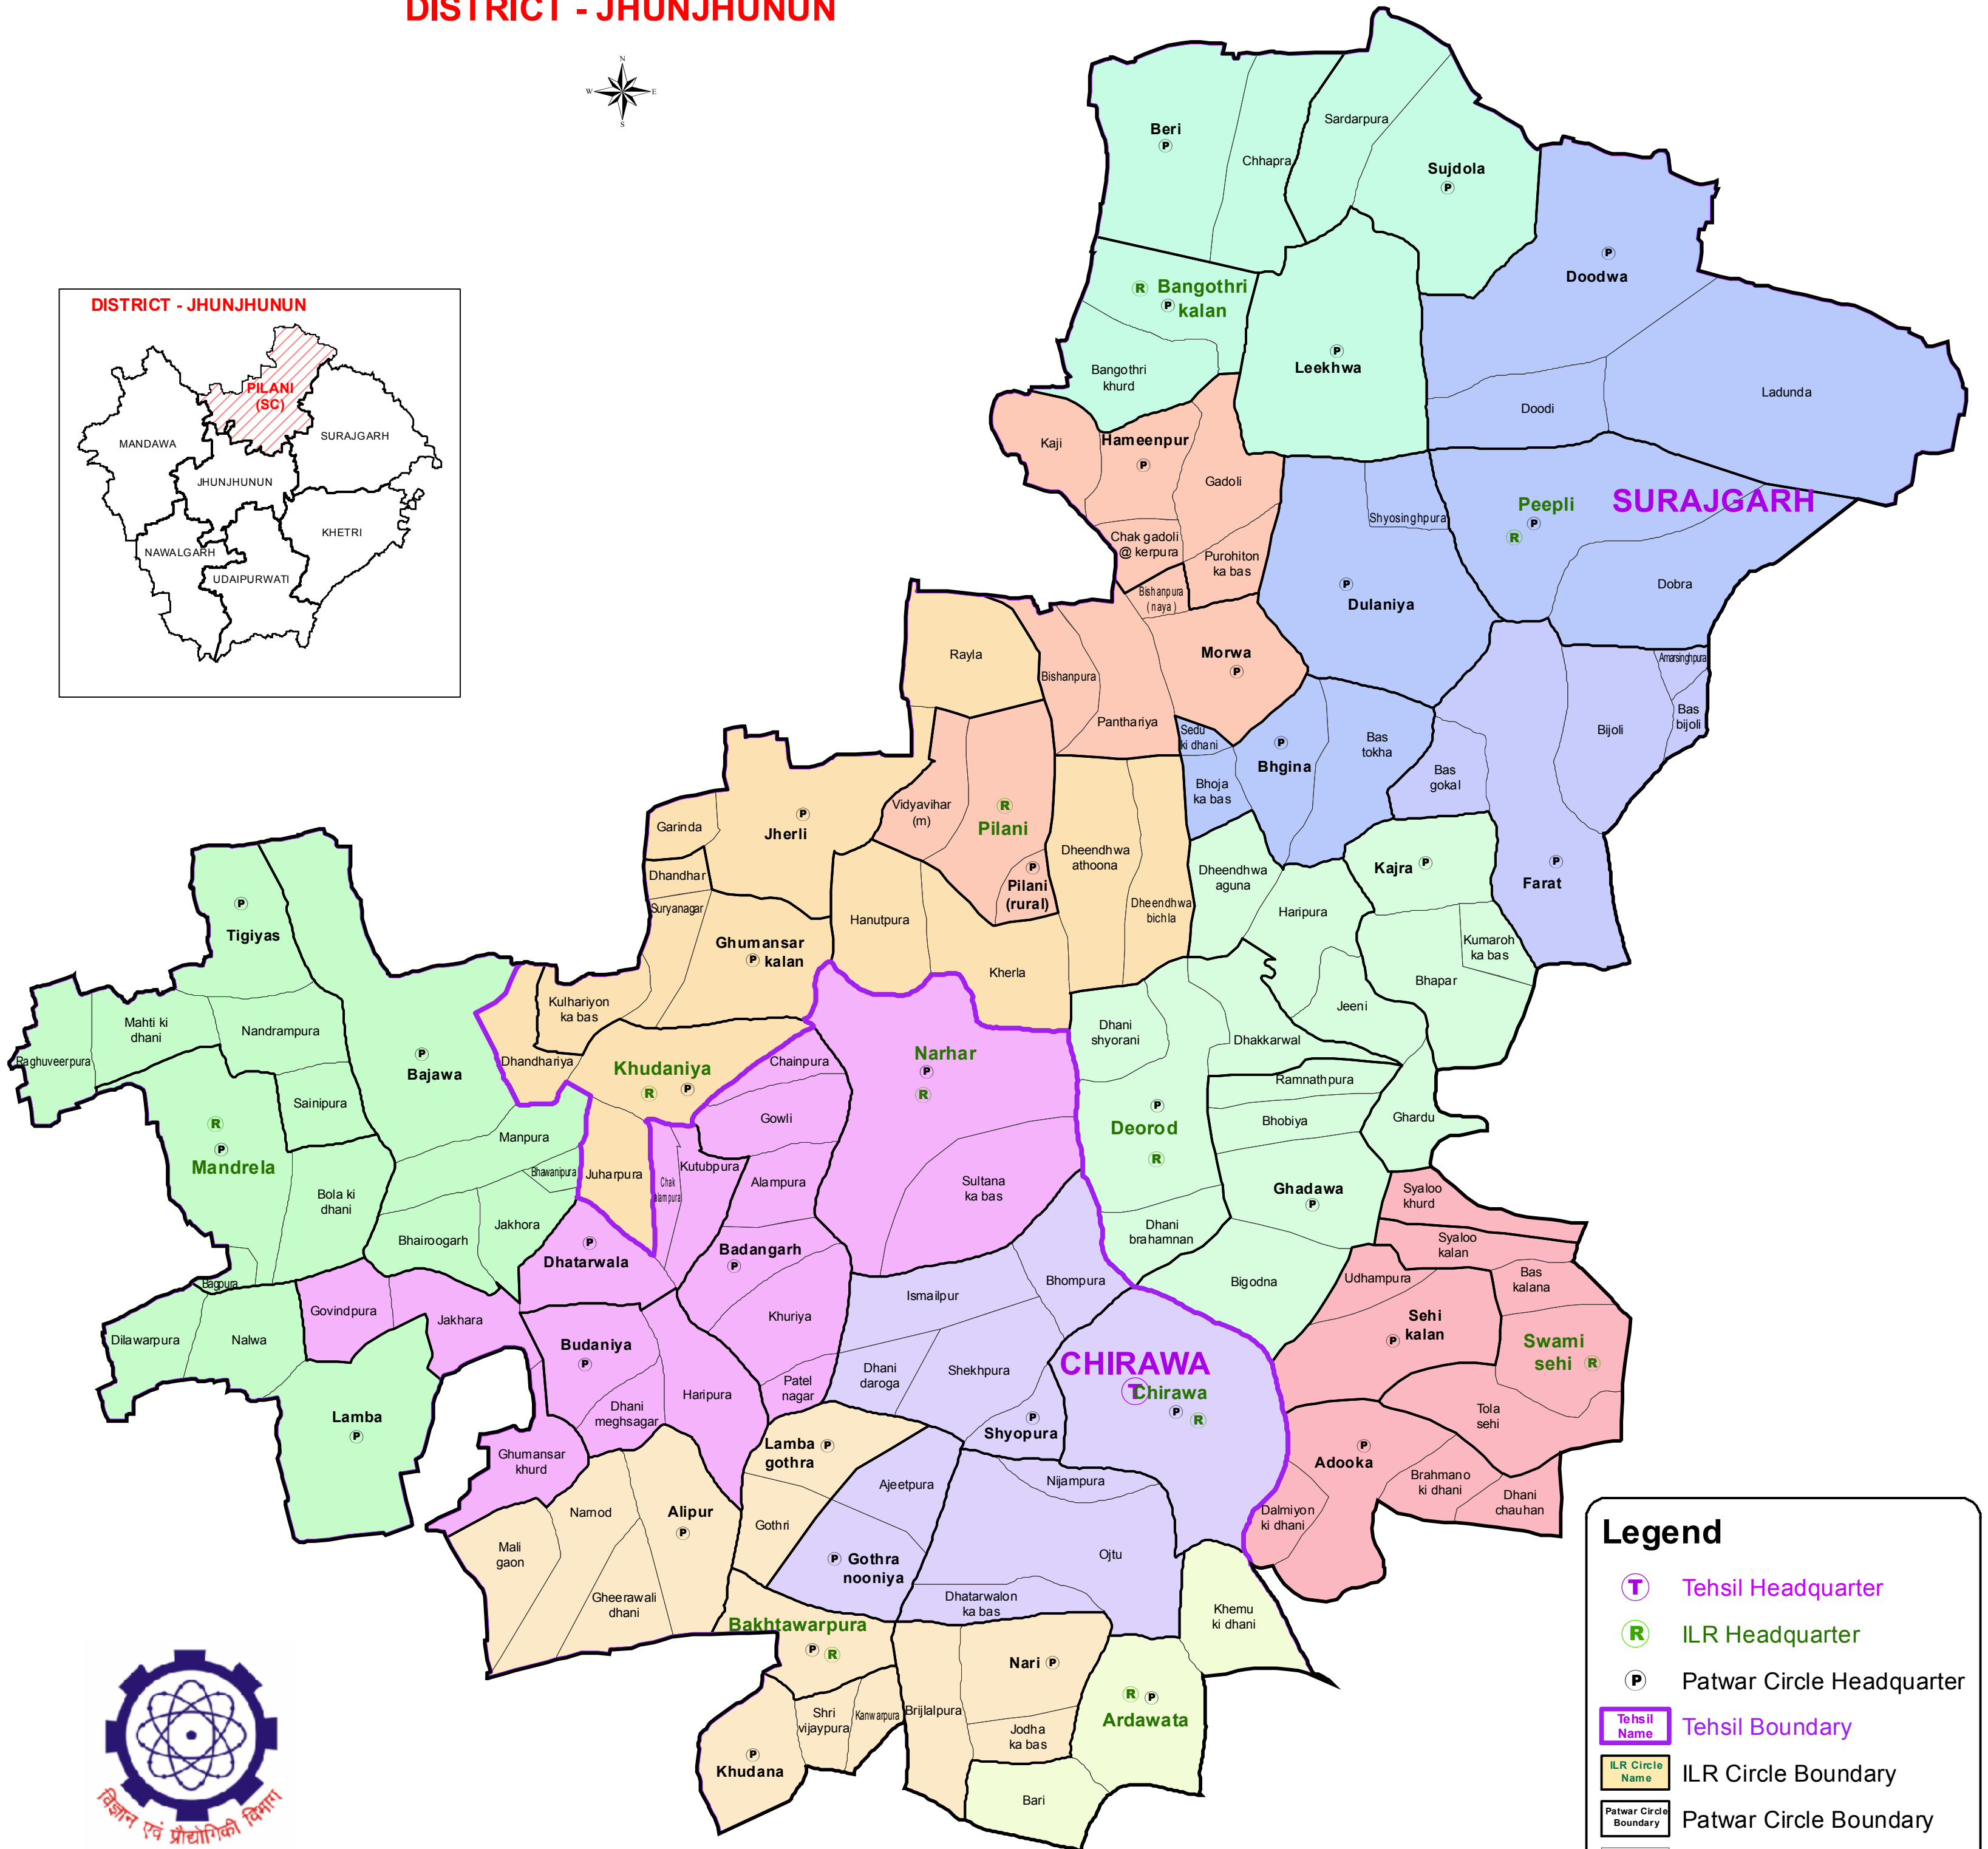 DISTRICT - JHUNJHUNUN
N
W
E
S
DISTRICT - JHUNJHUNUN
PILANI
(SC)
MANDAWA
SURAJGARH
JHUNJHUNUN
KHETRI
NAWALGARH
UDAIPURWATI
Beri
P
Chhapra
Sardarpura
Sujdola
P
Doodwa
P
R
Bangothri
P
kalan
Bangothri
khurd
Leekhwa
P
Doodi
Ladunda
Kaji
Hameenpur
P
Gadoli
Chak gadoli
@ kerpura
Purohiton
ka bas
Bishanpura
( naya )
Shyosinghpura
Peepli
P
R
SURAJGARH
Dobra
P
Dulaniya
Morwa
P
Rayla
Bishanpura
Panthariya
Amarsinghpura
Bijoli
Bas
bijoli
Sedu
ki dhani
P
Bhgina
Bas
tokha
Bas
gokal
Bhoja
ka bas
Vidyavihar
(m)
R
Pilani
P
Pilani
(rural)
Garinda
P
Jherli
Dhandhar
Suryanagar
Ghumansar
P
kalan
Hanutpura
Kherla
Dheendhwa
athoona
Dheendhwa
bichla
Dheendhwa
aguna
Haripura
Kajra
P
P
Farat
Kumaroh
ka bas
Bhapar
Jeeni
P
Tigiyas
Mahti ki
dhani
Nandrampura
Raghuveerpura
Sainipura
P
Bajawa
Kulhariyon
ka bas
Dhandhariya
Khudaniya
R
P
Chainpura
Narhar
P
R
Dhani
shyorani
Dhakkarwal
Ramnathpura
Bhobiya
Ghardu
Gowli
Manpura
Bhawanipura
Juharpura
Chak
alampura
Kutubpura
Alampura
Sultana
ka bas
P
Deorod
R
R
P
Mandrela
Bola ki
dhani
Bhairoogarh
Jakhora
P
Dhatarwala
Badangarh
P
Ghadawa
P
Syaloo
khurd
Syaloo
kalan
Dhani
brahamnan
Bagpura
Govindpura
Jakhara
Dilawarpura
Nalwa
Khuriya
Ismailpur
Bhompura
Bigodna
Udhampura
Bas
kalana
Sehi
kalan
P
Swami
sehi
R
Budaniya
P
Haripura
Patel
nagar
Dhani
daroga
Shekhpura
CHIRAWA
T
Chirawa
P
R
Dhani
meghsagar
Lamba
P
Tola
sehi
P
Shyopura
Lamba
P
gothra
Ghumansar
khurd
P
Adooka
Brahmano
ki dhani
Dhani
chauhan
Dalmiyon
ki dhani
Ajeetpura
Nijampura
Namod
Alipur
P
Gothri
Mali
gaon
P
Gothra
nooniya
Ojtu
Gheerawali
dhani
Dhatarwalon
ka bas
Khemu
ki dhani
Bakhtawarpura
P
R
Nari
P
Shri
vijaypura
Kanwarpura
Brijlalpura
Jodha
ka bas
R
P
Ardawata
P
Khudana
Bari
Legend
T
Tehsil Headquarter
R
ILR Headquarter
P
Patwar Circle Headquarter
Tehsil
Name
Tehsil Boundary
ILR Circle
Name
ILR Circle Boundary
Patwar Circle
Boundary
Patwar Circle Boundary
विज्ञान एवं प्रौद्योगिकी विभाग